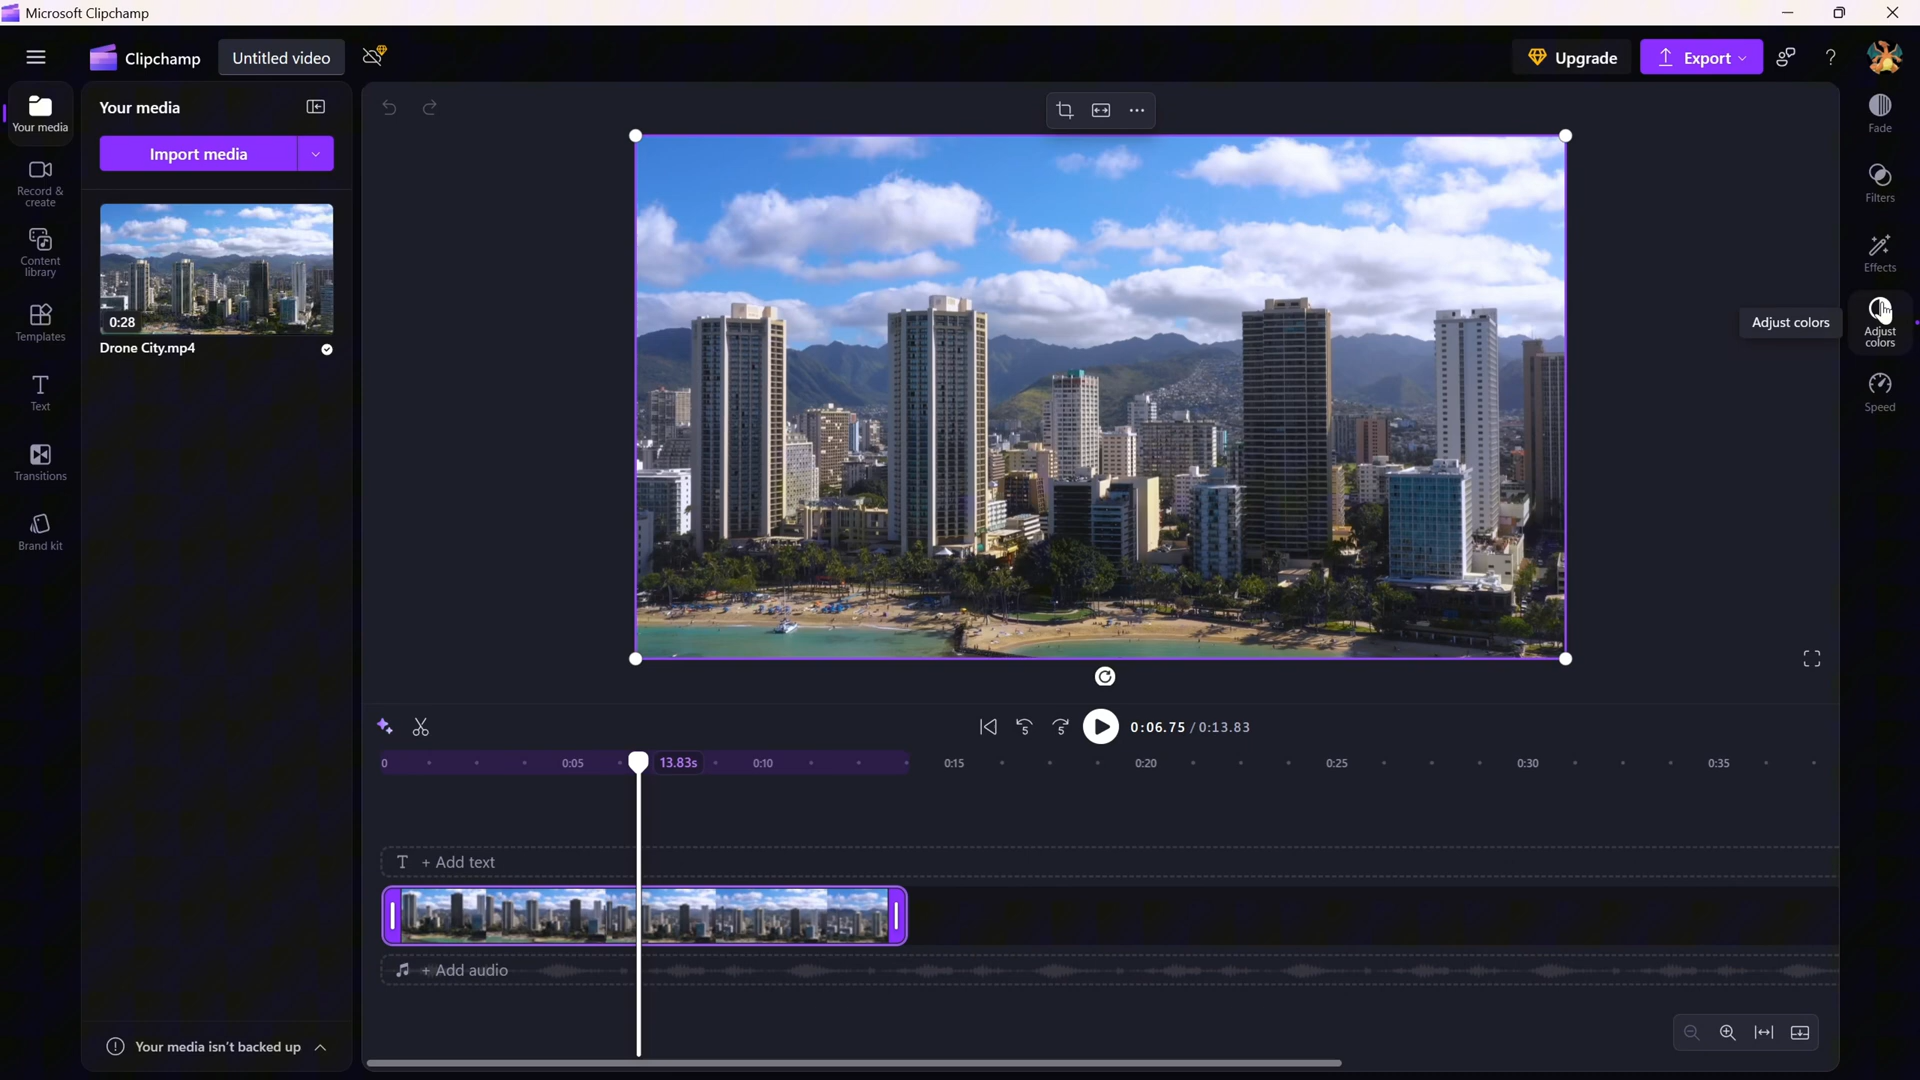 Microsoft Clipchamp
Clipchamp
Untitled video
Upgrade
Export
?
Your media
Record &
create
Content
library
Templates
Text
Transitions
Brand kit
Your media
Import media
0:28
Drone City.mp4
Your media isn't backed up
Fade
Filters
Effects
Adjust
colors
Adjust colors
Speed
5
5
0:06.75 / 0:13.83
0
0:05
13.83s
0:10
0:15
0:20
0:25
0:30
0:35
T + Add text
+ Add audio